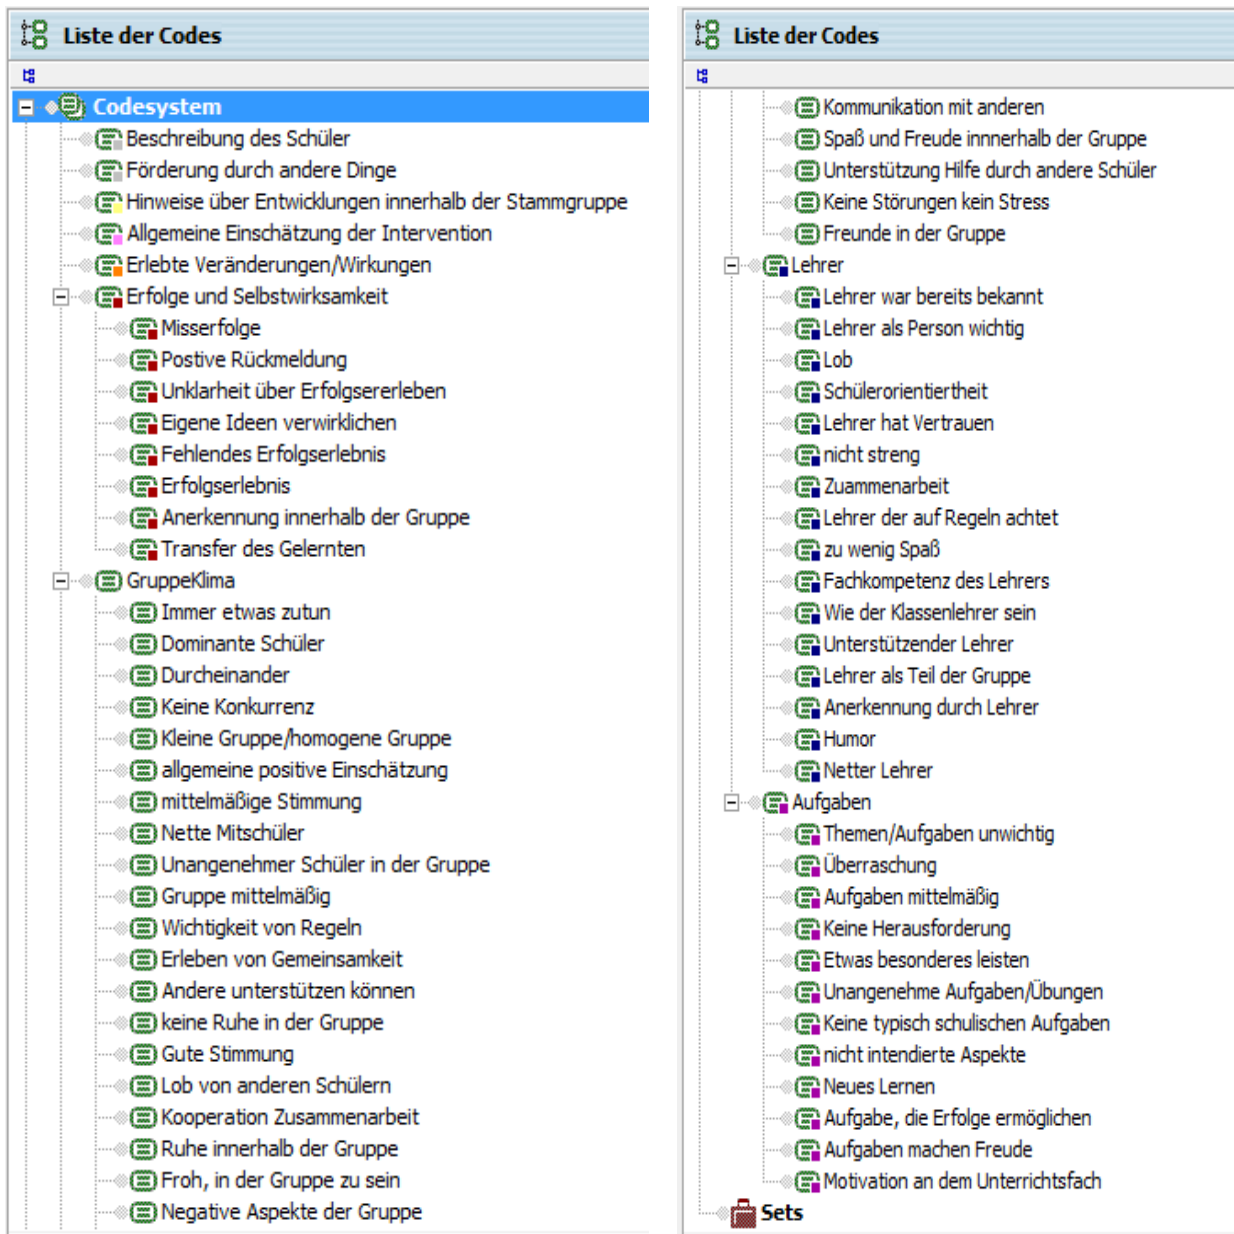 Liste der Codes
Codesystem
Beschreibung des Schüler
Förderung durch andere Dinge
Hinweise über Entwicklungen innerhalb der Stammgruppe
Allgemeine Einschätzung der Intervention
Erlebte Veränderungen/Wirkungen
Erfolge und Selbstwirksamkeit
Misserfolge
Postive Rückmeldung
Unklarheit über Erfolgsererleben
Eigene Ideen verwirklichen
Fehlendes Erfolgserlebnis
Erfolgserlebnis
Anerkennung innerhalb der Gruppe
Transfer des Gelernten
GruppeKlima
Immer etwas zutun
Dominante Schüler
Durcheinander
Keine Konkurrenz
Kleine Gruppe/homogene Gruppe
allgemeine positive Einschätzung
mittelmäßige Stimmung
Nette Mitschüler
Unangenehmer Schüler in der Gruppe
Gruppe mittelmäßig
Wichtigkeit von Regeln
Erleben von Gemeinsamkeit
Andere unterstützen können
keine Ruhe in der Gruppe
Gute Stimmung
Lob von anderen Schülern
Kooperation Zusammenarbeit
Ruhe innerhalb der Gruppe
Froh, in der Gruppe zu sein
Negative Aspekte der Gruppe
Liste der Codes
Kommunikation mit anderen
Spaß und Freude innnerhalb der Gruppe
Unterstützung Hilfe durch andere Schüler
Keine Störungen kein Stress
Freunde in der Gruppe
Lehrer
Lehrer war bereits bekannt
Lehrer als Person wichtig
Lob
Schülerorientiertheit
Lehrer hat Vertrauen
nicht streng
Zuammenarbeit
Lehrer der auf Regeln achtet
zu wenig Spaß
Fachkompetenz des Lehrers
Wie der Klassenlehrer sein
Unterstützender Lehrer
Lehrer als Teil der Gruppe
Anerkennung durch Lehrer
Humor
Netter Lehrer
Aufgaben
Themen/Aufgaben unwichtig
Überraschung
Aufgaben mittelmäßig
Keine Herausforderung
Etwas besonderes leisten
Unangenehme Aufgaben/Übungen
Keine typisch schulischen Aufgaben
nicht intendierte Aspekte
Neues Lernen
Aufgabe, die Erfolge ermöglichen
Aufgaben machen Freude
Motivation an dem Unterrichtsfach
Sets